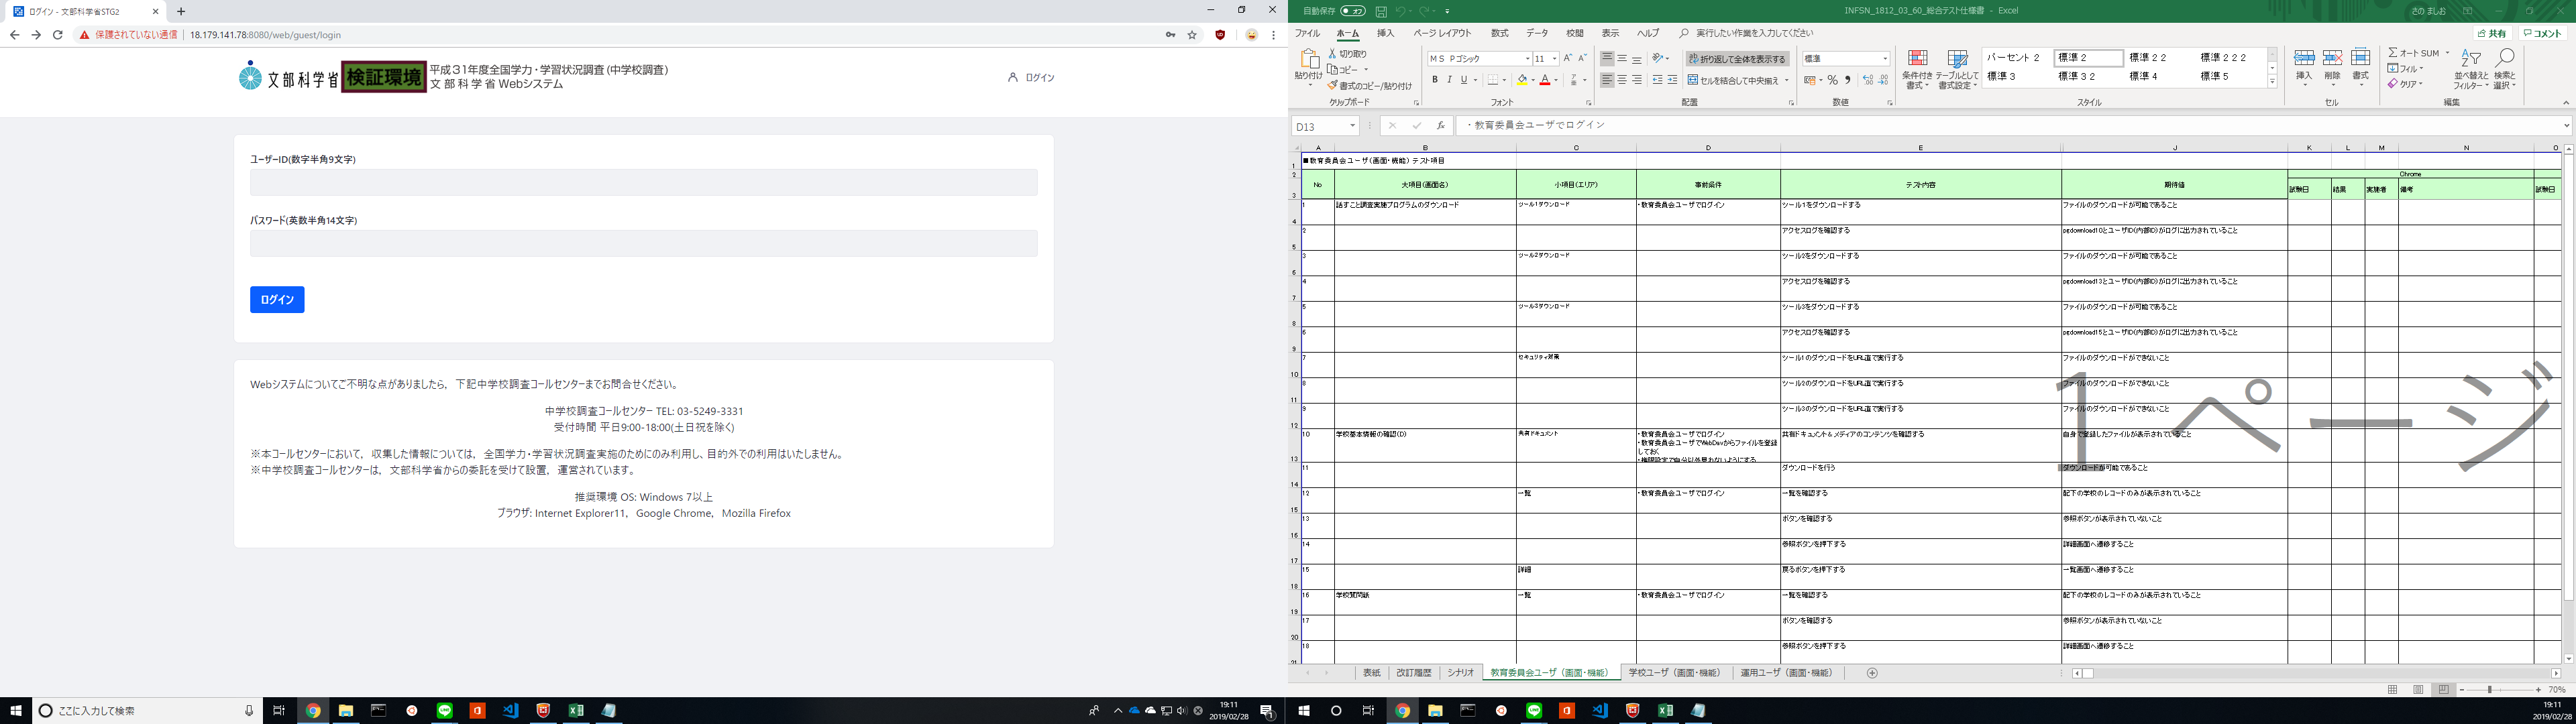 ログイン - 文部科学省STG2
保護されていない通信 18.179.141.78:8080/web/guest/login
文部科学省 検証環境 平成31年度全国学力・学習状況調査(中学校調査)
文部科学省 Webシステム
ログイン
ユーザーID(数字半角9文字)
パスワード(英数半角14文字)
ログイン
Webシステムについてご不明な点がありましたら，下記中学校調査コールセンターまでお問合せください。
中学校調査コールセンター TEL: 03-5249-3331
受付時間 平日9:00-18:00(土日祝を除く)
※本コールセンターにおいて，収集した情報については，全国学力・学習状況調査実施のためにのみ利用し、目的外での利用はいたしません。
※中学校調査コールセンターは，文部科学省からの委託を受けて設置，運営されています。
推奨環境 OS: Windows 7以上
ブラウザ: Internet Explorer11，Google Chrome，Mozilla Firefox
ここに入力して検索
19:11
2019/02/28
自動保存 オフ INFSN_1812_03_60_総合テスト仕様書 - Excel さの ましお
ファイル ホーム 挿入 ページ レイアウト 数式 データ 校閲 表示 ヘルプ 実行したい作業を入力してください 共有 コメント
貼り付け 切り取り コピー 書式のコピー/貼り付け クリップボード
ＭＳ Ｐゴシック 11 B I U フォント
折り返して全体を表示する セルを結合して中央揃え 配置
標準 数値
条件付き書式 テーブルとして書式設定
パーセント 2 標準 2 標準 2 2 標準 2 2 2
標準 3 標準 3 2 標準 4 標準 5
スタイル
挿入 削除 書式 セル
オート SUM フィル クリア 並べ替えとフィルター 検索と選択 編集
D13 ・教育委員会ユーザでログイン
A B C D E J K L M N O
1 ■教育委員会ユーザ(画面・機能) テスト項目
2 Chrome
3 No 大項目(画面名) 小項目(エリア) 事前条件 テスト内容 期待値 試験日 結果 実施者 備考 試験日
4 1 話すこと調査実施プログラムのダウンロード ツール1ダウンロード ・教育委員会ユーザでログイン ツール1をダウンロードする ファイルのダウンロードが可能であること
5 2 アクセスログを確認する pgdownload10とユーザID(内部ID)がログに出力されていること
6 3 ツール2ダウンロード ツール2をダウンロードする ファイルのダウンロードが可能であること
7 4 アクセスログを確認する pgdownload13とユーザID(内部ID)がログに出力されていること
8 5 ツール3ダウンロード ツール3をダウンロードする ファイルのダウンロードが可能であること
9 6 アクセスログを確認する pgdownload15とユーザID(内部ID)がログに出力されていること
10 7 セキュリティ対策 ツール1のダウンロードをURL直で実行する ファイルのダウンロードができないこと
11 8 ツール2のダウンロードをURL直で実行する ファイルのダウンロードができないこと
12 9 ツール3のダウンロードをURL直で実行する ファイルのダウンロードができないこと
13 10 学校基本情報の確認(D) 共有ドキュメント ・教育委員会ユーザでログイン 共有ドキュメント＆メディアのコンテンツを確認する 自身で登録したファイルが表示されていること
・教育委員会ユーザでWebDavからファイルを登録しておく
・権限設定で自分以外見れないようにする
14 11 ダウンロードを行う ダウンロードが可能であること
15 12 一覧 ・教育委員会ユーザでログイン 一覧を確認する 配下の学校のレコードのみが表示されていること
16 13 ボタンを確認する 参照ボタンが表示されていないこと
17 14 参照ボタンを押下する 詳細画面へ遷移すること
18 15 詳細 戻るボタンを押下する 一覧画面へ遷移すること
19 16 学校質問紙 一覧 ・教育委員会ユーザでログイン 一覧を確認する 配下の学校のレコードのみが表示されていること
20 17 ボタンを確認する 参照ボタンが表示されていないこと
21 18 参照ボタンを押下する 詳細画面へ遷移すること
1 ページ
表紙 改訂履歴 シナリオ 教育委員会ユーザ（画面・機能） 学校ユーザ（画面・機能） 運用ユーザ（画面・機能）
70%
19:11
2019/02/28